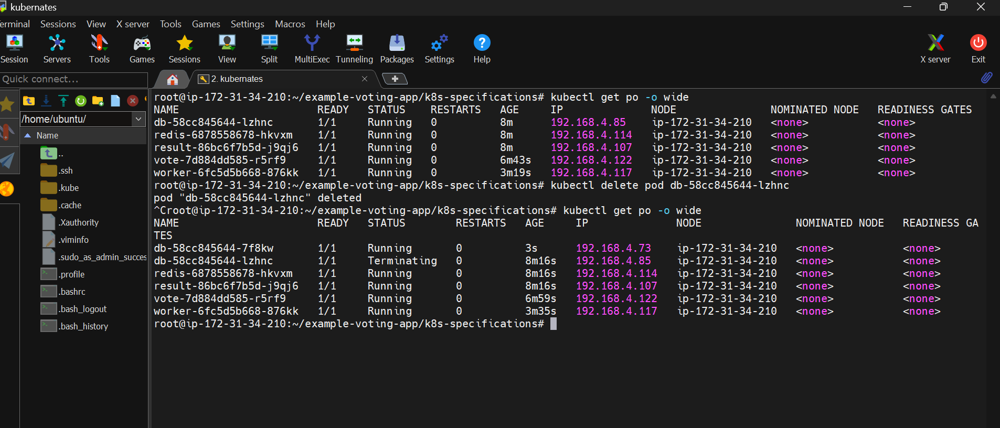 kubernates
erminal Sessions View X server Tools Games Settings Macros Help
Session Servers Tools Games Sessions View Split MultiExec Tunneling Packages Settings Help X server Exit
Quick connect...
2. kubernates
/home/ubuntu/
Name
..
.ssh
.kube
.cache
.Xauthority
.viminfo
.sudo_as_admin_succes
.profile
.bashrc
.bash_logout
.bash_history
root@ip-172-31-34-210:~/example-voting-app/k8s-specifications# kubectl get po -o wide
NAME READY STATUS RESTARTS AGE IP NODE NOMINATED NODE READINESS GATES
db-58cc845644-lzhnc 1/1 Running 0 8m 192.168.4.85 ip-172-31-34-210 <none> <none>
redis-6878558678-hkvxm 1/1 Running 0 8m 192.168.4.114 ip-172-31-34-210 <none> <none>
result-86bc6f7b5d-j9qj6 1/1 Running 0 8m 192.168.4.107 ip-172-31-34-210 <none> <none>
vote-7d884dd585-r5rf9 1/1 Running 0 6m43s 192.168.4.122 ip-172-31-34-210 <none> <none>
worker-6fc5d5b668-876kk 1/1 Running 0 3m19s 192.168.4.117 ip-172-31-34-210 <none> <none>
root@ip-172-31-34-210:~/example-voting-app/k8s-specifications# kubectl delete pod db-58cc845644-lzhnc
pod "db-58cc845644-lzhnc" deleted
^Croot@ip-172-31-34-210:~/example-voting-app/k8s-specifications# kubectl get po -o wide
NAME READY STATUS RESTARTS AGE IP NODE NOMINATED NODE READINESS GA
TES
db-58cc845644-7f8kw 1/1 Running 0 3s 192.168.4.73 ip-172-31-34-210 <none> <none>
db-58cc845644-lzhnc 1/1 Terminating 0 8m16s 192.168.4.85 ip-172-31-34-210 <none> <none>
redis-6878558678-hkvxm 1/1 Running 0 8m16s 192.168.4.114 ip-172-31-34-210 <none> <none>
result-86bc6f7b5d-j9qj6 1/1 Running 0 8m16s 192.168.4.107 ip-172-31-34-210 <none> <none>
vote-7d884dd585-r5rf9 1/1 Running 0 6m59s 192.168.4.122 ip-172-31-34-210 <none> <none>
worker-6fc5d5b668-876kk 1/1 Running 0 3m35s 192.168.4.117 ip-172-31-34-210 <none> <none>
root@ip-172-31-34-210:~/example-voting-app/k8s-specifications#